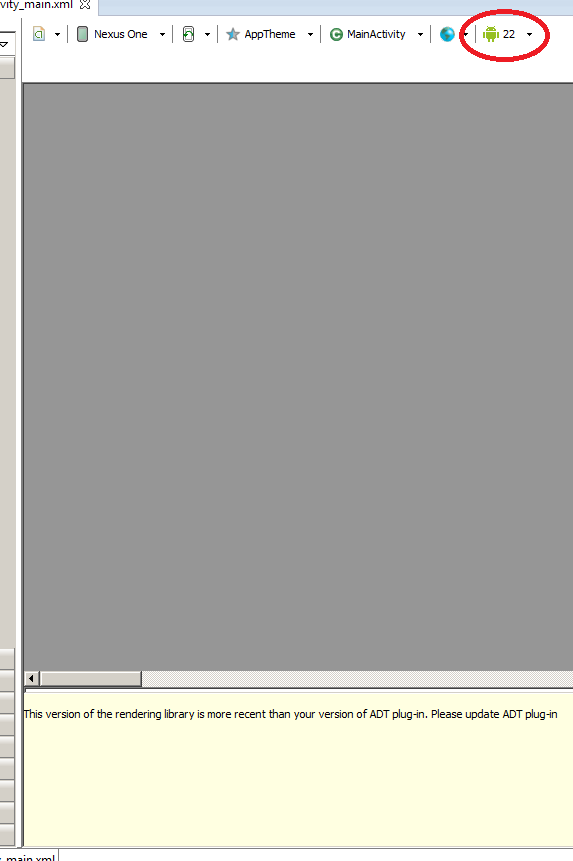 vity_main.xml
Nexus One AppTheme MainActivity 22
This version of the rendering library is more recent than your version of ADT plug-in. Please update ADT plug-in
_main.xml